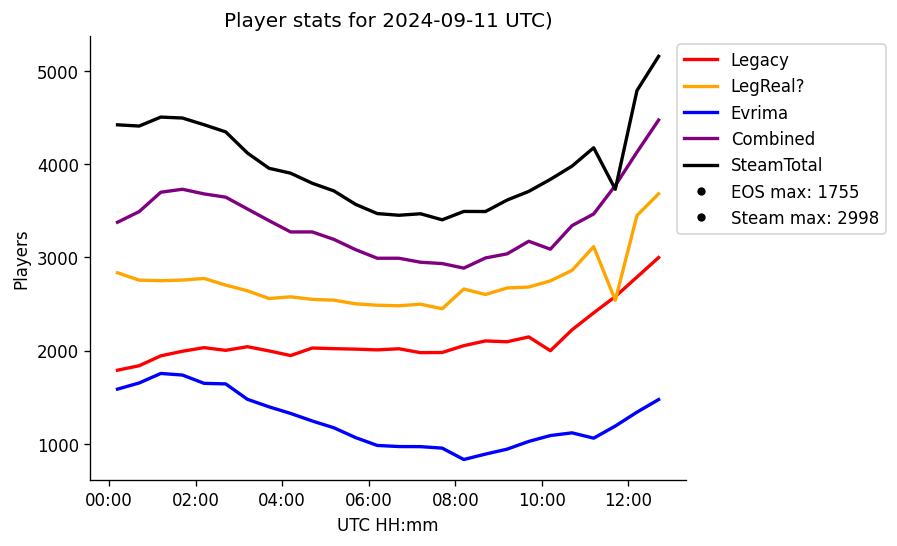 Player stats for 2024-09-11 UTC)
5000
4000
3000
2000
1000
Players
00:00 02:00 04:00 06:00 08:00 10:00 12:00
UTC HH:mm
Legacy
LegReal?
Evrima
Combined
SteamTotal
EOS max: 1755
Steam max: 2998